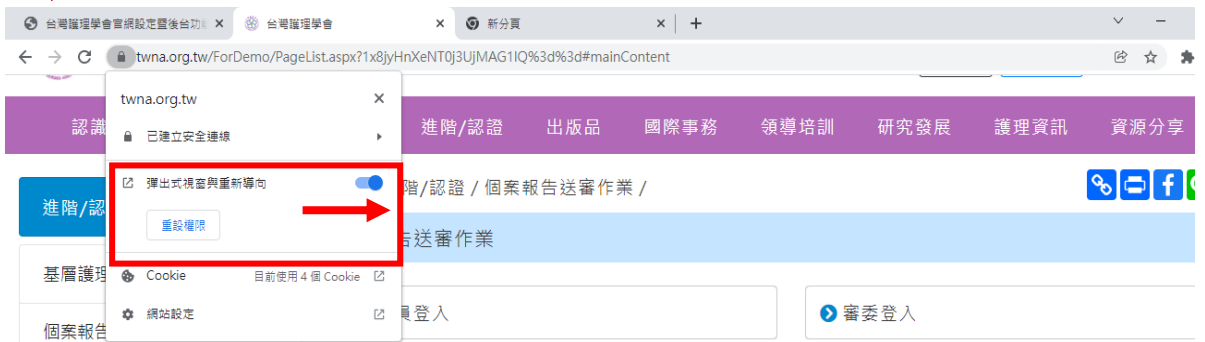 台灣護理學會官網設定暨後台功 台灣護理學會 新分頁
twna.org.tw/ForDemo/PageList.aspx?1x8jyHnXeNT0j3UjMAG1IQ%3d%3d#mainContent
twna.org.tw
已建立安全連線
認識 進階/認證 出版品 國際事務 領導培訓 研究發展 護理資訊 資源分享
彈出式視窗與重新導向
階/認證 / 個案報告送審作業 /
進階/認
重設權限
告送審作業
基層護理
Cookie 目前使用 4 個 Cookie
網站設定
員登入 審委登入
個案報告